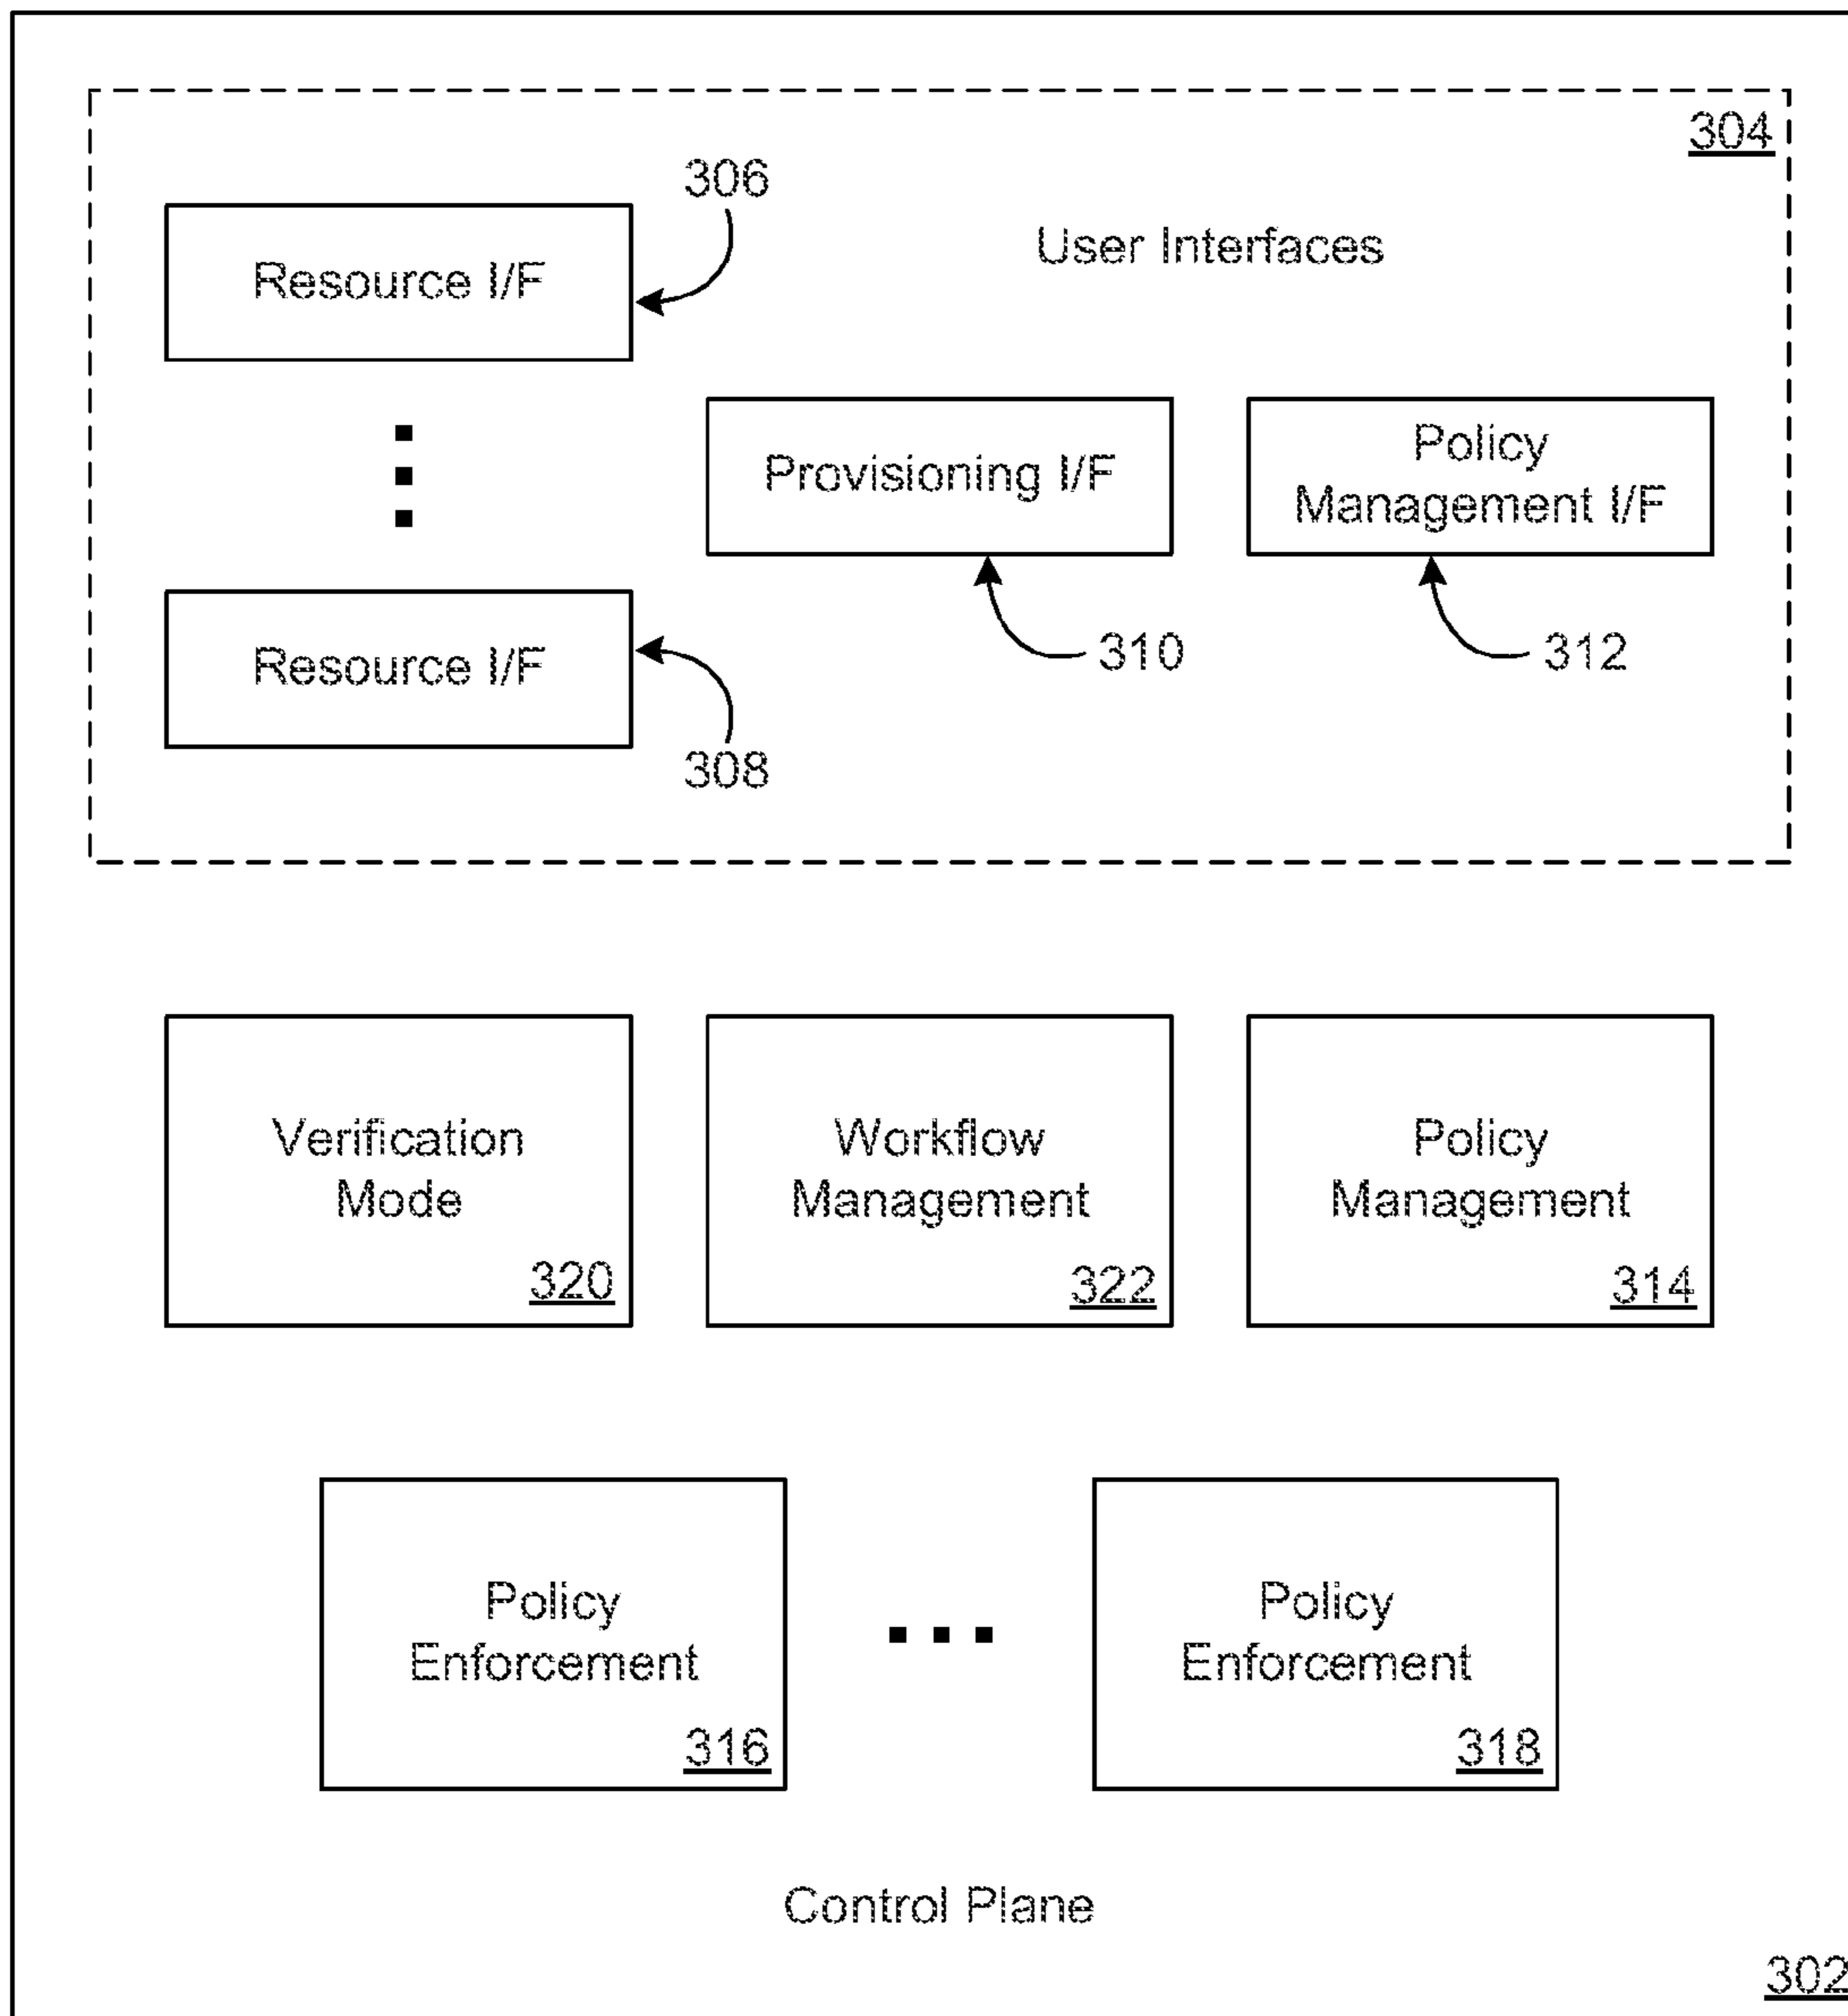 304
306
User Interfaces
Resource I/F
Provisioning I/F
Policy
Management I/F
310
312
Resource I/F
308
Verification
Mode
320
Workflow
Management
322
Policy
Management
314
Policy
Enforcement
316
Policy
Enforcement
318
Control Plane
302